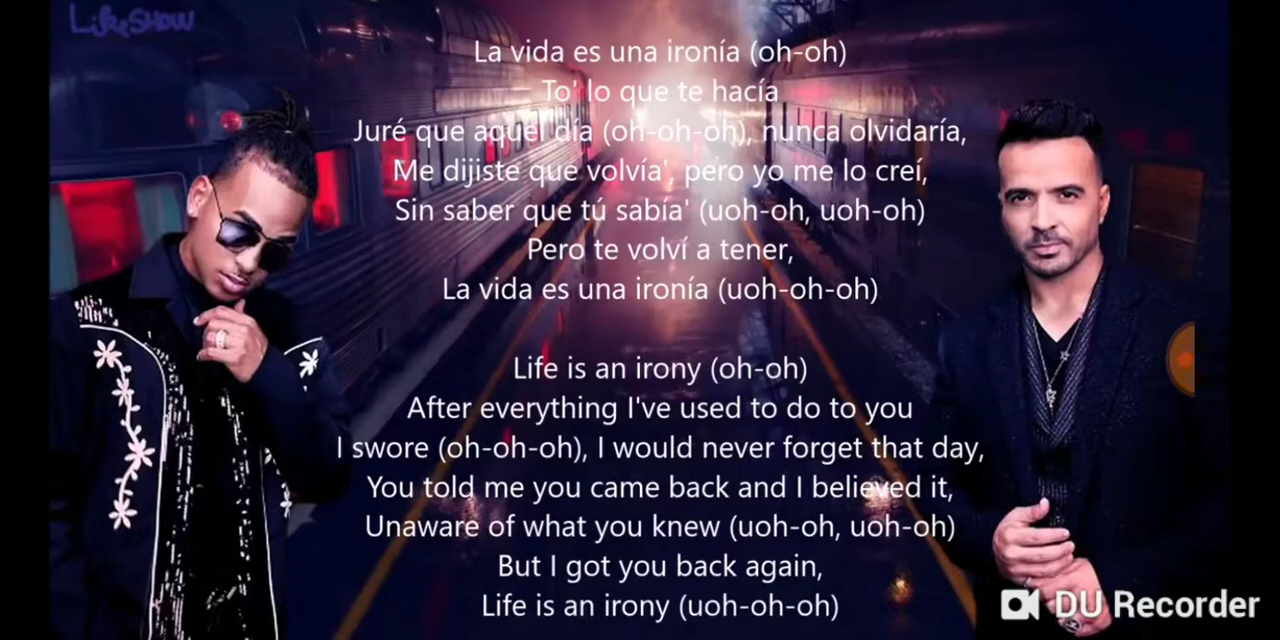 LifeSHOW
La vida es una ironía (oh-oh)
To' lo que te hacía
Juré que aquel día (oh-oh-oh), nunca olvidaría,
Me dijiste que volvía', pero yo me lo creí,
Sin saber que tú sabía' (uoh-oh, uoh-oh)
Pero te volví a tener,
La vida es una ironía (uoh-oh-oh)
Life is an irony (oh-oh)
After everything I've used to do to you
I swore (oh-oh-oh), I would never forget that day,
You told me you came back and I believed it,
Unaware of what you knew (uoh-oh, uoh-oh)
But I got you back again,
Life is an irony (uoh-oh-oh)
DU Recorder